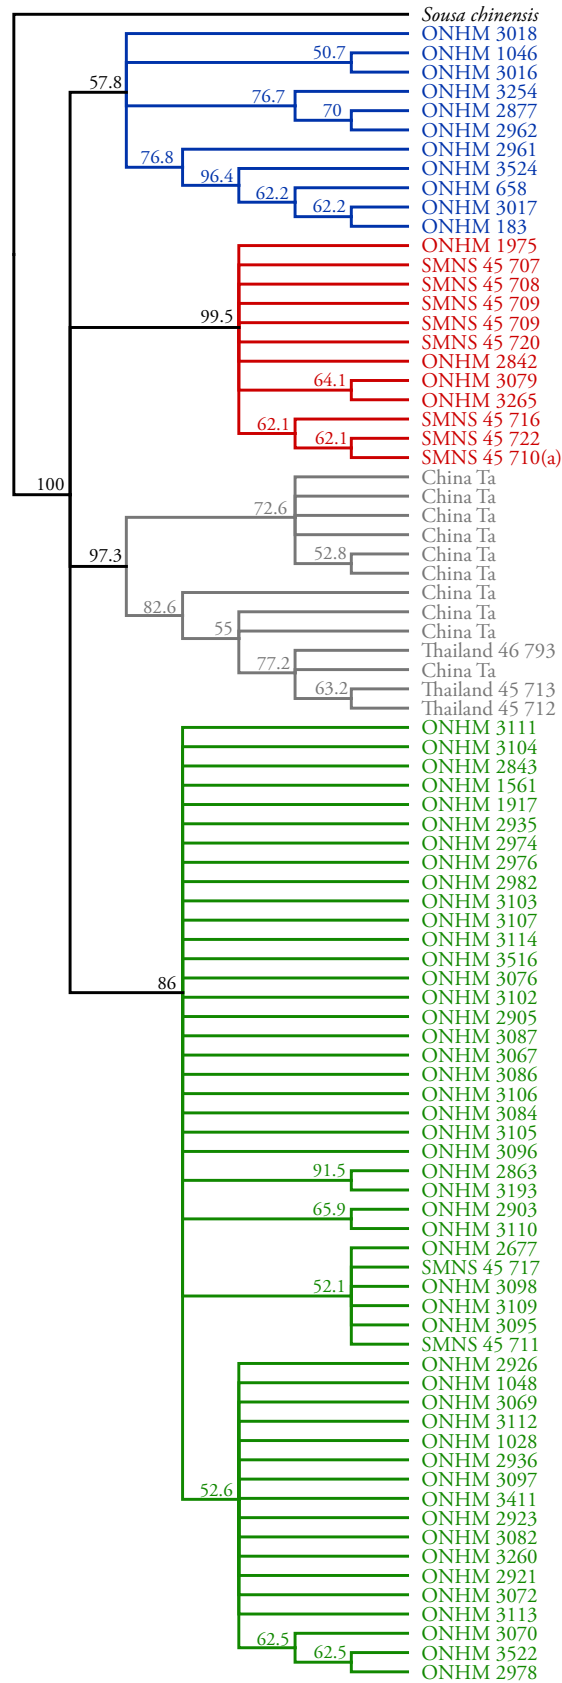 Sousa chinensis
ONHM 3018
50.7
ONHM 1046
ONHM 3016
57.8
76.7
ONHM 3254
70
ONHM 2877
ONHM 2962
76.8
ONHM 2961
96.4
ONHM 3524
62.2
ONHM 658
62.2
ONHM 3017
ONHM 183
ONHM 1975
SMNS 45 707
SMNS 45 708
SMNS 45 709
99.5
SMNS 45 709
SMNS 45 720
ONHM 2842
64.1
ONHM 3079
ONHM 3265
62.1
SMNS 45 716
62.1
SMNS 45 722
SMNS 45 710(a)
100
China Ta
China Ta
72.6
China Ta
China Ta
97.3
52.8
China Ta
China Ta
82.6
China Ta
China Ta
55
China Ta
77.2
Thailand 46 793
China Ta
63.2
Thailand 45 713
Thailand 45 712
ONHM 3111
ONHM 3104
ONHM 2843
ONHM 1561
ONHM 1917
ONHM 2935
ONHM 2974
ONHM 2976
ONHM 2982
ONHM 3103
ONHM 3107
ONHM 3114
ONHM 3516
86
ONHM 3076
ONHM 3102
ONHM 2905
ONHM 3087
ONHM 3067
ONHM 3086
ONHM 3106
ONHM 3084
ONHM 3105
ONHM 3096
91.5
ONHM 2863
ONHM 3193
65.9
ONHM 2903
ONHM 3110
ONHM 2677
SMNS 45 717
52.1
ONHM 3098
ONHM 3109
ONHM 3095
SMNS 45 711
ONHM 2926
ONHM 1048
ONHM 3069
ONHM 3112
ONHM 1028
ONHM 2936
ONHM 3097
52.6
ONHM 3411
ONHM 2923
ONHM 3082
ONHM 3260
ONHM 2921
ONHM 3072
ONHM 3113
62.5
ONHM 3070
62.5
ONHM 3522
ONHM 2978